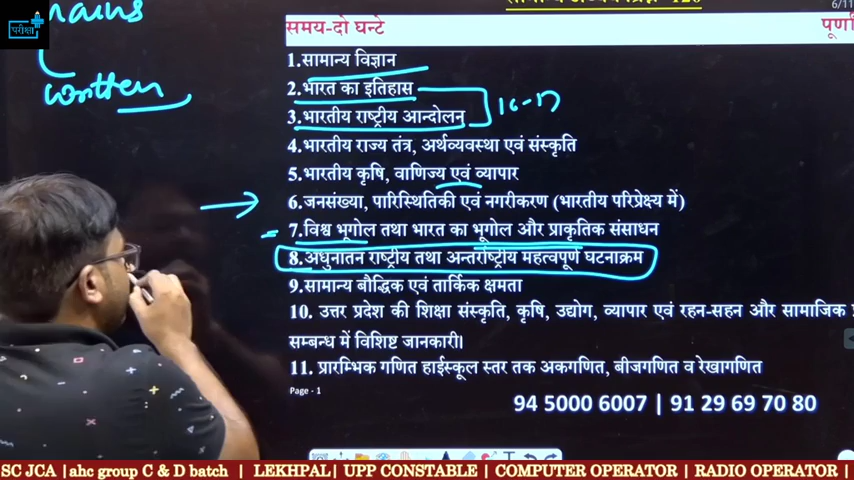 mains
परीक्षा
written
6/11
समय-दो घन्टे
पूर्णां
1.सामान्य विज्ञान
2.भारत का इतिहास
3.भारतीय राष्ट्रीय आन्दोलन
16-17
4.भारतीय राज्य तंत्र, अर्थव्यवस्था एवं संस्कृति
5.भारतीय कृषि, वाणिज्य एवं व्यापार
6.जनसंख्या, पारिस्थितिकी एवं नगरीकरण (भारतीय परिप्रेक्ष्य में)
7.विश्व भूगोल तथा भारत का भूगोल और प्राकृतिक संसाधन
8.अधुनातन राष्ट्रीय तथा अन्तर्राष्ट्रीय महत्वपूर्ण घटनाक्रम
9.सामान्य बौद्धिक एवं तार्किक क्षमता
10. उत्तर प्रदेश की शिक्षा संस्कृति, कृषि, उद्योग, व्यापार एवं रहन-सहन और सामाजिक
सम्बन्ध में विशिष्ट जानकारी।
11. प्रारम्भिक गणित हाईस्कूल स्तर तक अकगणित, बीजगणित व रेखागणित
Page - 1
94 5000 6007 | 91 29 69 70 80
SC JCA |ahc group C & D batch | LEKHPAL| UPP CONSTABLE | COMPUTER OPERATOR | RADIO OPERATOR |